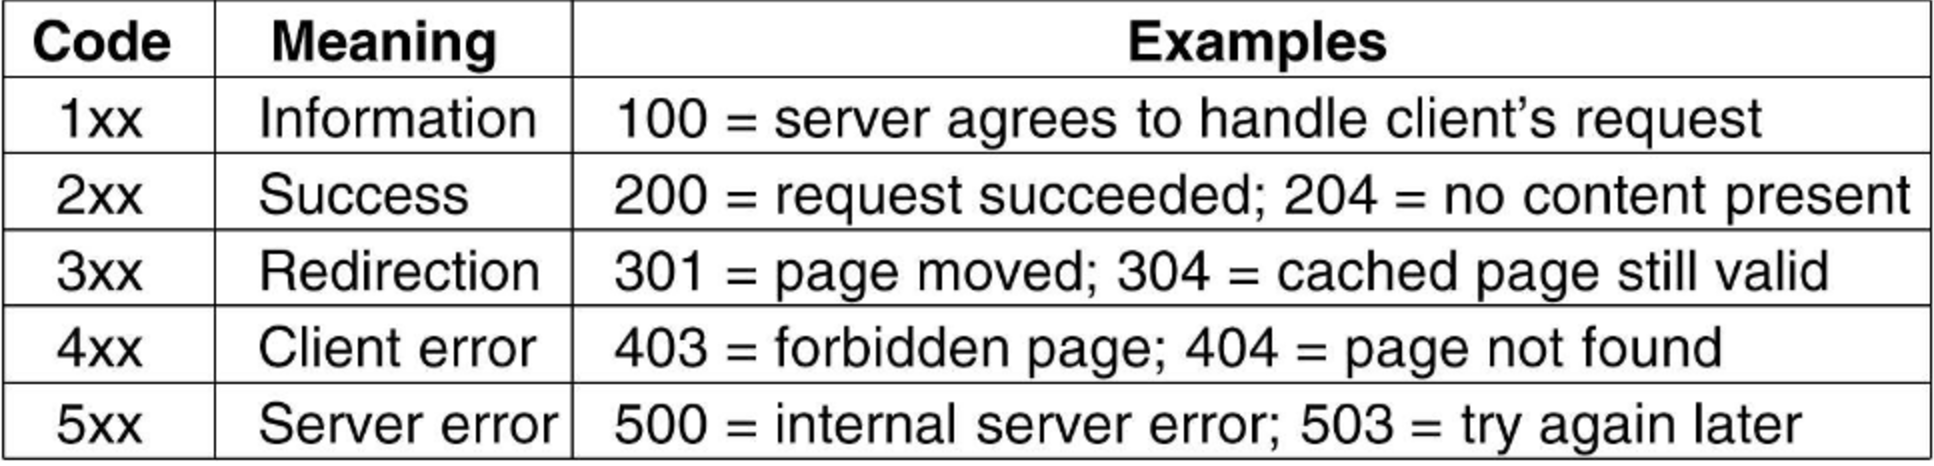 Code Meaning Examples
1xx Information 100 = server agrees to handle client’s request
2xx Success 200 = request succeeded; 204 = no content present
3xx Redirection 301 = page moved; 304 = cached page still valid
4xx Client error 403 = forbidden page; 404 = page not found
5xx Server error 500 = internal server error; 503 = try again later